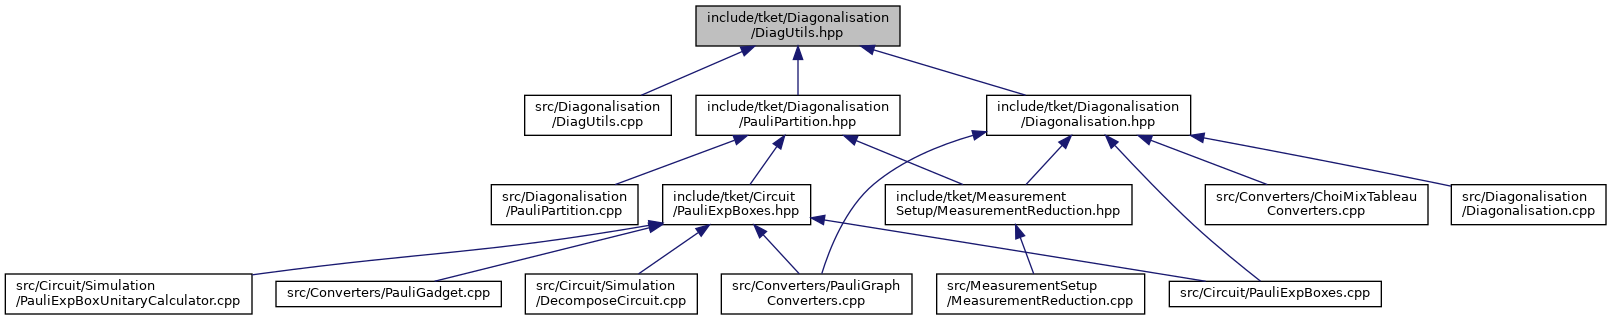 include/tket/Diagonalisation
/DiagUtils.hpp
src/Diagonalisation
/DiagUtils.cpp
include/tket/Diagonalisation
/PauliPartition.hpp
include/tket/Diagonalisation
/Diagonalisation.hpp
src/Diagonalisation
/PauliPartition.cpp
include/tket/Circuit
/PauliExpBoxes.hpp
include/tket/Measurement
Setup/MeasurementReduction.hpp
src/Converters/ChoiMixTableau
Converters.cpp
src/Diagonalisation
/Diagonalisation.cpp
src/Circuit/Simulation
/PauliExpBoxUnitaryCalculator.cpp
src/Converters/PauliGadget.cpp
src/Circuit/Simulation
/DecomposeCircuit.cpp
src/Converters/PauliGraph
Converters.cpp
src/MeasurementSetup
/MeasurementReduction.cpp
src/Circuit/PauliExpBoxes.cpp